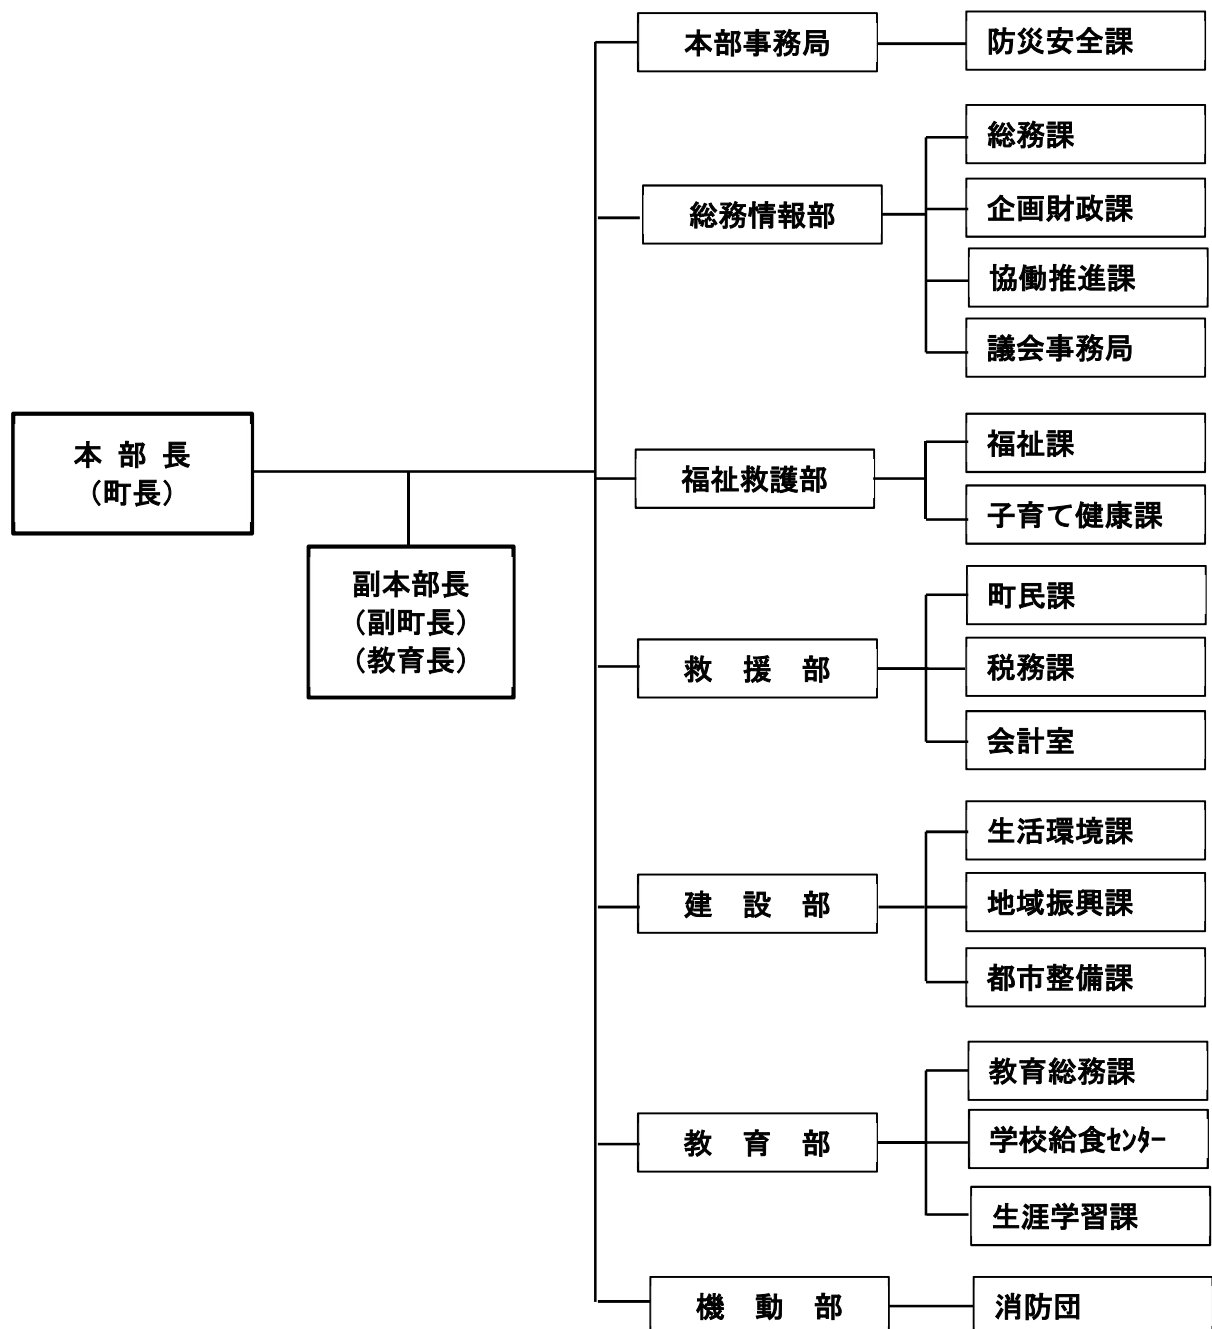 本部長
（町長）
副本部長
（副町長）
（教育長）
本部事務局
防災安全課
総務情報部
総務課
企画財政課
協働推進課
議会事務局
福祉救護部
福祉課
子育て健康課
救援部
町民課
税務課
会計室
建設部
生活環境課
地域振興課
都市整備課
教育部
教育総務課
学校給食ｾﾝﾀｰ
生涯学習課
機動部
消防団